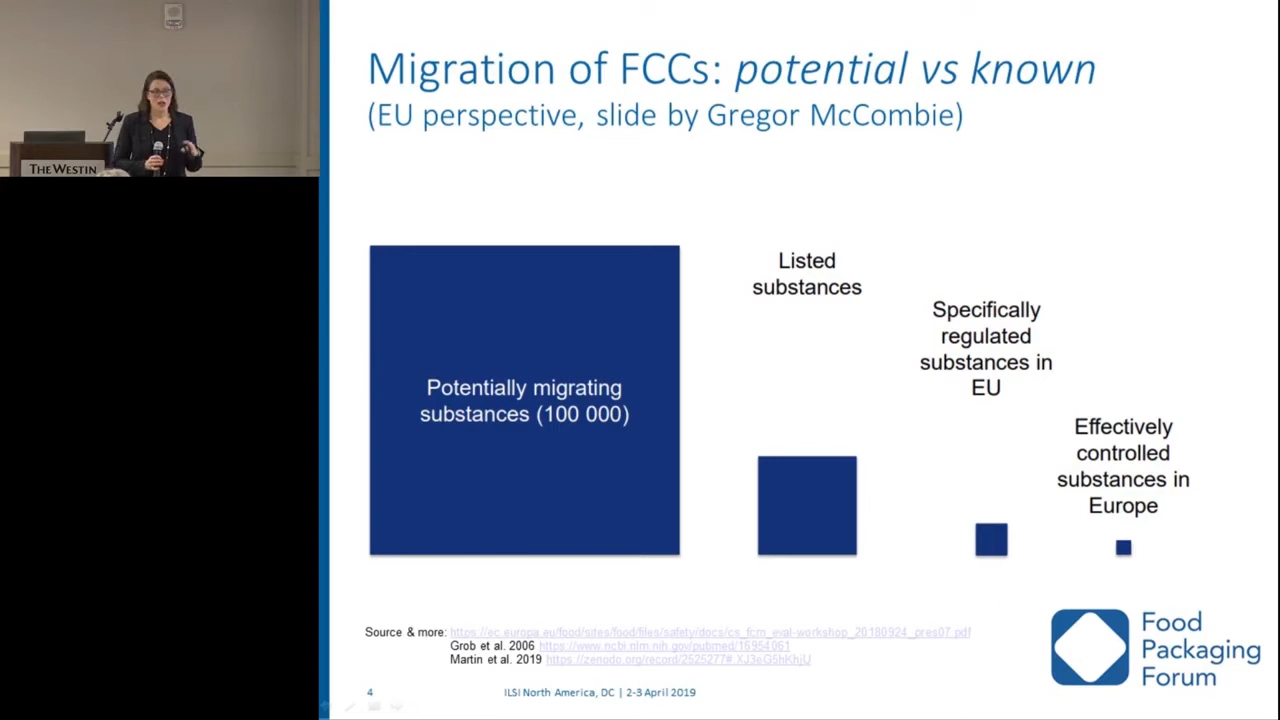 THE WESTIN
Migration of FCCs: potential vs known
(EU perspective, slide by Gregor McCombie)
Potentially migrating
substances (100 000)
Listed
substances
Specifically
regulated
substances in
EU
Effectively
controlled
substances in
Europe
Source & more: https://ec.europa.eu/food/sites/food/files/safety/docs/cs_fcm_eval-workshop_20180924_pres07.pdf
Grob et al. 2006 https://www.ncbi.nlm.nih.gov/pubmed/16954061
Martin et al. 2019 https://zenodo.org/record/2525277#.XJ3eG5hKhjU
Food
Packaging
Forum
4
ILSI North America, DC | 2-3 April 2019